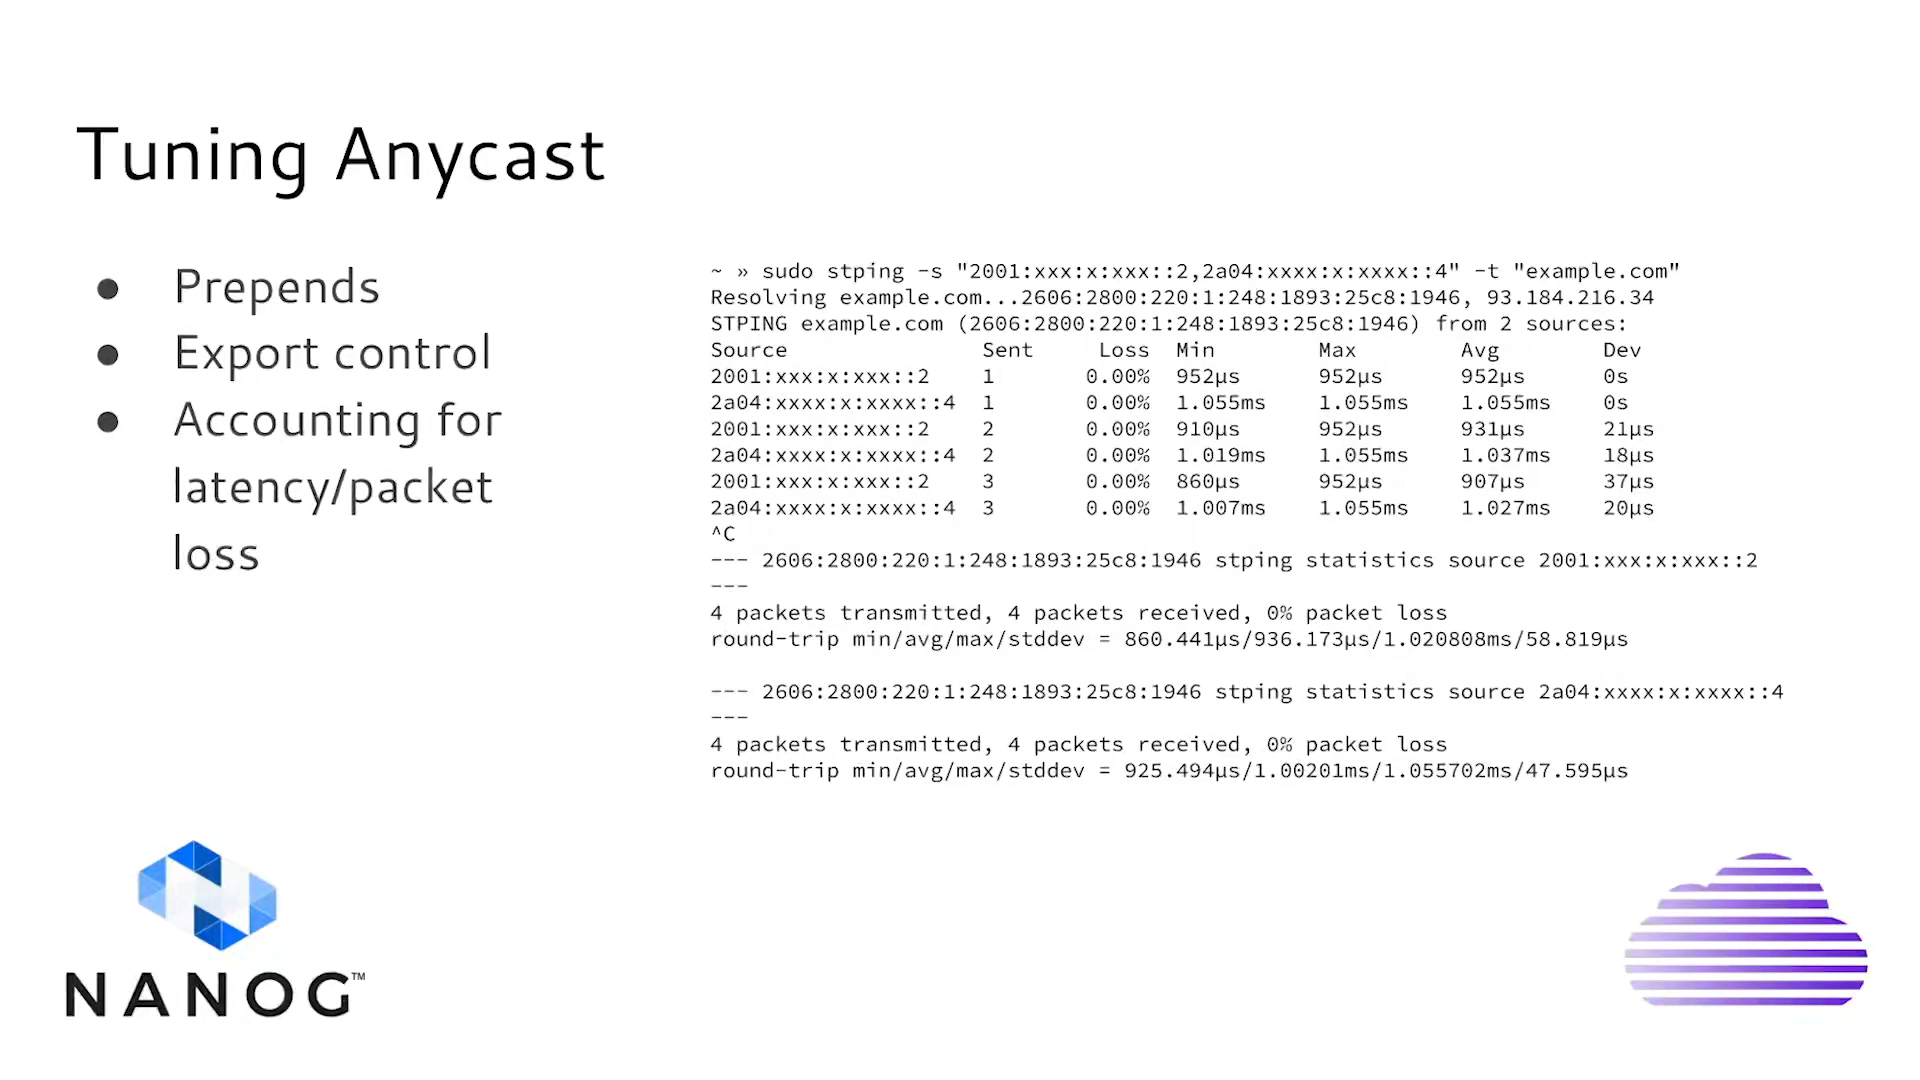 Tuning Anycast
● Prepends
● Export control
● Accounting for
latency/packet
loss
~ » sudo stping -s "2001:xxx:x:xxx::2,2a04:xxxx:x:xxxx::4" -t "example.com"
Resolving example.com...2606:2800:220:1:248:1893:25c8:1946, 93.184.216.34
STPING example.com (2606:2800:220:1:248:1893:25c8:1946) from 2 sources:
Source Sent Loss Min Max Avg Dev
2001:xxx:x:xxx::2 1 0.00% 952µs 952µs 952µs 0s
2a04:xxxx:x:xxxx::4 1 0.00% 1.055ms 1.055ms 1.055ms 0s
2001:xxx:x:xxx::2 2 0.00% 910µs 952µs 931µs 21µs
2a04:xxxx:x:xxxx::4 2 0.00% 1.019ms 1.055ms 1.037ms 18µs
2001:xxx:x:xxx::2 3 0.00% 860µs 952µs 907µs 37µs
2a04:xxxx:x:xxxx::4 3 0.00% 1.007ms 1.055ms 1.027ms 20µs
^C
--- 2606:2800:220:1:248:1893:25c8:1946 stping statistics source 2001:xxx:x:xxx::2
---
4 packets transmitted, 4 packets received, 0% packet loss
round-trip min/avg/max/stddev = 860.441µs/936.173µs/1.020808ms/58.819µs
--- 2606:2800:220:1:248:1893:25c8:1946 stping statistics source 2a04:xxxx:x:xxxx::4
---
4 packets transmitted, 4 packets received, 0% packet loss
round-trip min/avg/max/stddev = 925.494µs/1.00201ms/1.055702ms/47.595µs
NANOG™